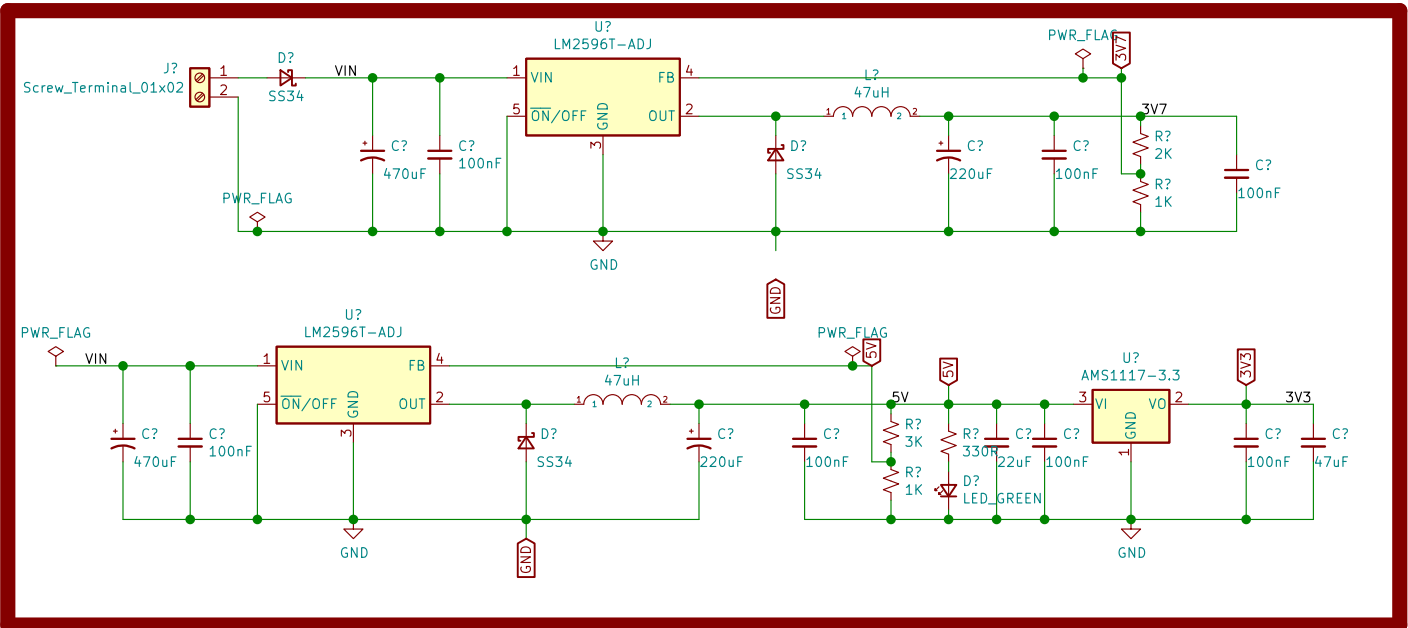 U?
LM2596T-ADJ
PWR_FLAG
3V7
J?
Screw_Terminal_01x02
1
2
D?
SS34
VIN
1 VIN
FB 4
5 ON/OFF
OUT 2
GND
3
L?
47uH
1 1 2 2
3V7
C?
470uF
C?
100nF
D?
SS34
C?
220uF
C?
100nF
R?
2K
R?
1K
C?
100nF
PWR_FLAG
GND
GND
U?
LM2596T-ADJ
PWR_FLAG
VIN
1 VIN
FB 4
5 ON/OFF
OUT 2
GND
3
L?
47uH
1 1 2 2
PWR_FLAG
5V
5V
5V
U?
AMS1117-3.3
3 VI
VO 2
GND
1
3V3
3V3
C?
470uF
C?
100nF
D?
SS34
C?
220uF
C?
100nF
R?
3K
R?
1K
R?
330R
D?
LED_GREEN
C?
22uF
C?
100nF
C?
100nF
C?
47uF
GND
GND
GND